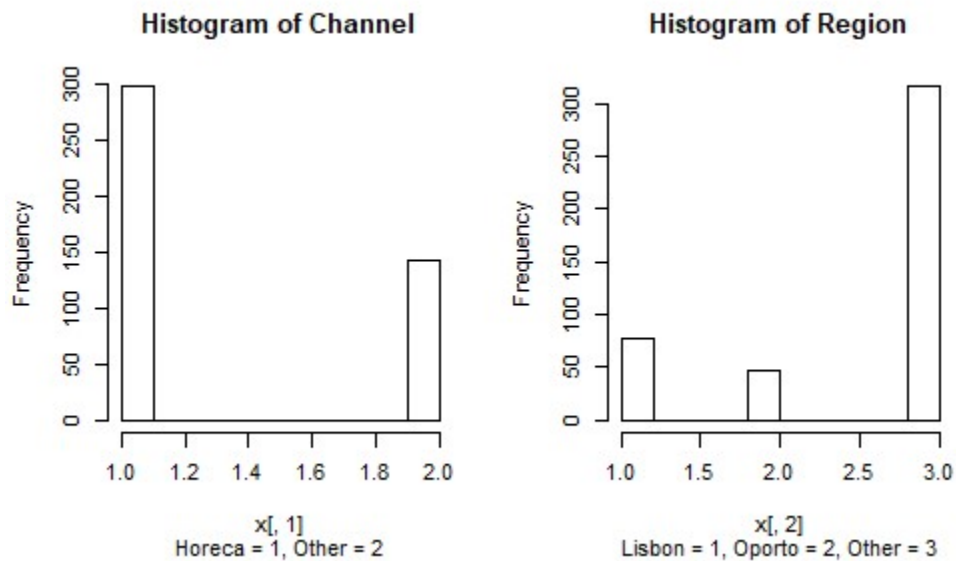 Histogram of Channel
Frequency
300
250
200
150
100
50
0
1.0 1.2 1.4 1.6 1.8 2.0
x[, 1]
Horeca = 1, Other = 2
Histogram of Region
Frequency
300
250
200
150
100
50
0
1.0 1.5 2.0 2.5 3.0
x[, 2]
Lisbon = 1, Oporto = 2, Other = 3